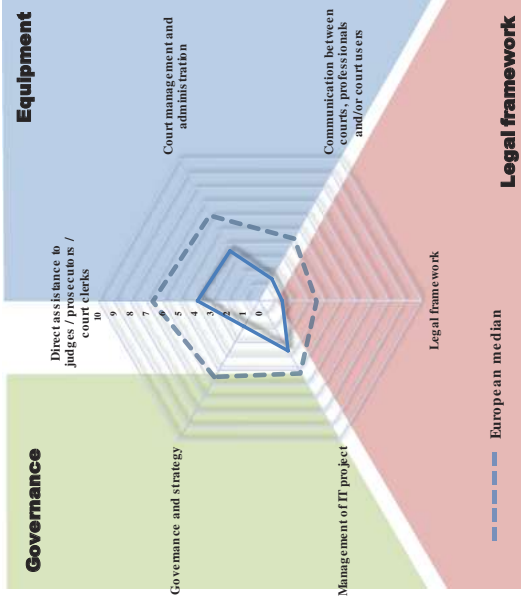 Equipment
Governance
Legal framework
Direct assistance to
judges / prosecutors /
court clerks
Court management and
administration
Communication between
courts, professionals
and/or court users
Legal framework
Management of IT project
Governance and strategy
10
9
8
7
6
5
4
3
2
1
0
European median